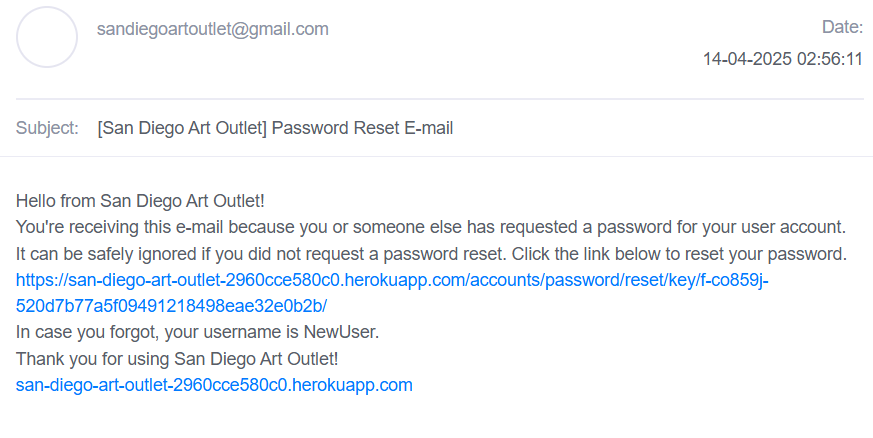 sandiegoartoutlet@gmail.com
Date:
14-04-2025 02:56:11
Subject: [San Diego Art Outlet] Password Reset E-mail
Hello from San Diego Art Outlet!
You're receiving this e-mail because you or someone else has requested a password for your user account.
It can be safely ignored if you did not request a password reset. Click the link below to reset your password.
https://san-diego-art-outlet-2960cce580c0.herokuapp.com/accounts/password/reset/key/f-co859j-
520d7b77a5f09491218498eae32e0b2b/
In case you forgot, your username is NewUser.
Thank you for using San Diego Art Outlet!
san-diego-art-outlet-2960cce580c0.herokuapp.com